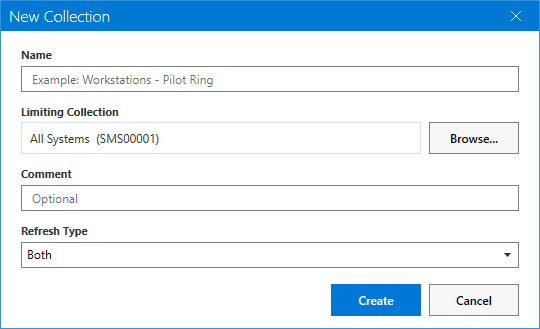 New Collection
Name
Example: Workstations - Pilot Ring
Limiting Collection
All Systems  (SMS00001)
Browse...
Comment
Optional
Refresh Type
Both
Create
Cancel